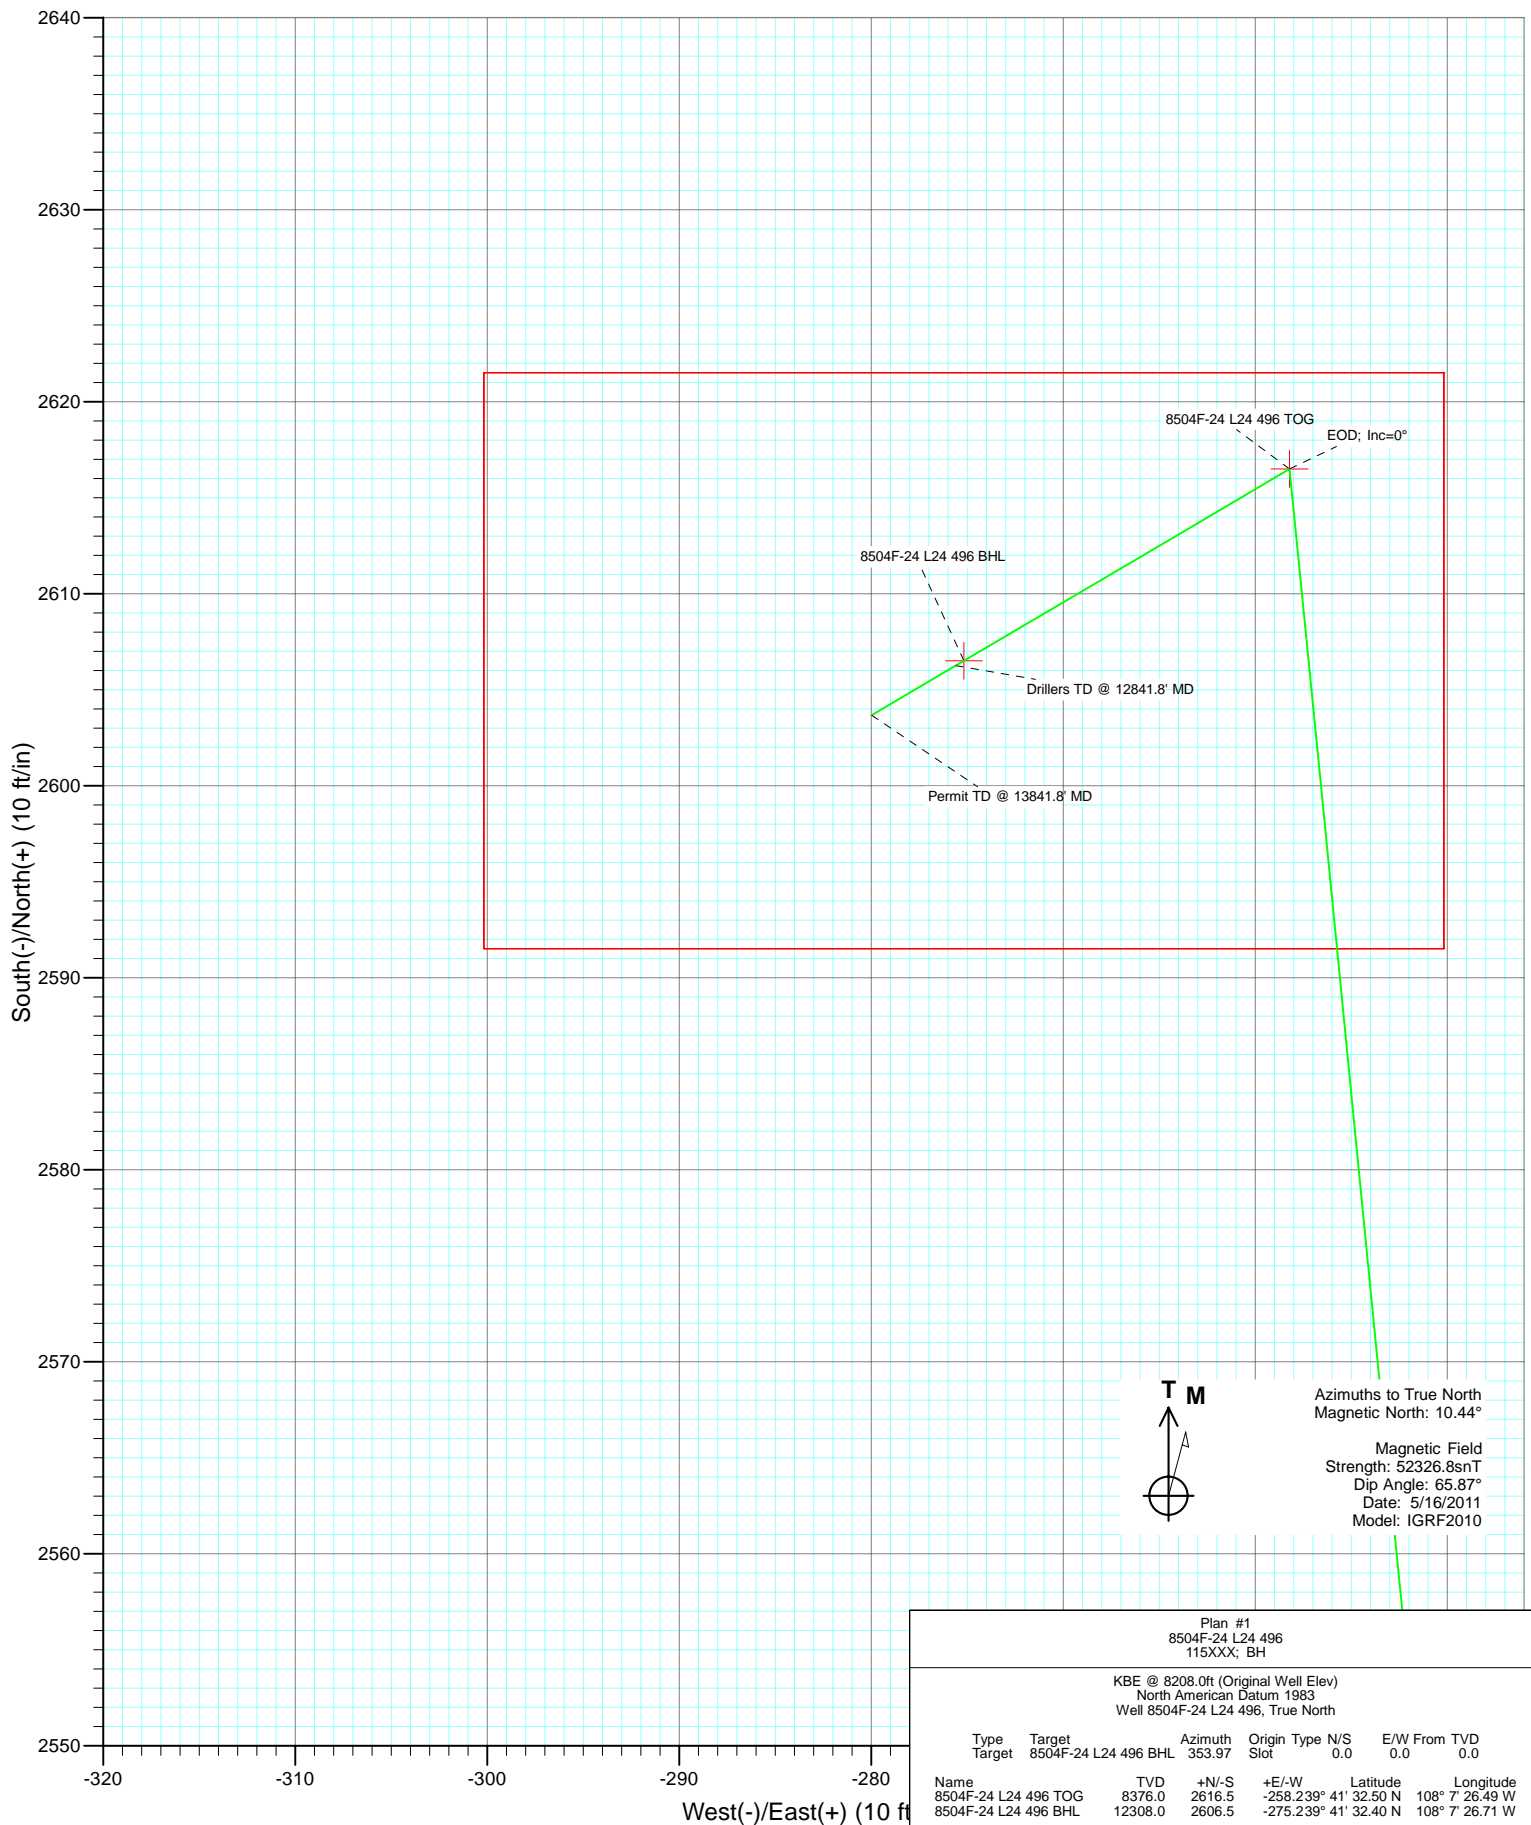 2640
2630
2620
2610
2600
2590
2580
2570
2560
2550
South(-)/North(+) (10 ft/in)
8504F-24 L24 496 TOG
EOD; Inc=0°
8504F-24 L24 496 BHL
Drillers TD @ 12841.8' MD
Permit TD @ 13841.8' MD
T M
Azimuths to True North
Magnetic North: 10.44°
Magnetic Field
Strength: 52326.8snT
Dip Angle: 65.87°
Date: 5/16/2011
Model: IGRF2010
-320 -310 -300 -290 -280
West(-)/East(+) (10 ft
Plan #1
8504F-24 L24 496
115XXX; BH
KBE @ 8208.0ft (Original Well Elev)
North American Datum 1983
Well 8504F-24 L24 496, True North
Type Target Azimuth Origin Type N/S E/W From TVD
Target 8504F-24 L24 496 BHL 353.97 Slot 0.0 0.0 0.0
Name TVD +N/-S +E/-W Latitude Longitude
8504F-24 L24 496 TOG 8376.0 2616.5 -258.239° 41' 32.50 N 108° 7' 26.49 W
8504F-24 L24 496 BHL 12308.0 2606.5 -275.239° 41' 32.40 N 108° 7' 26.71 W